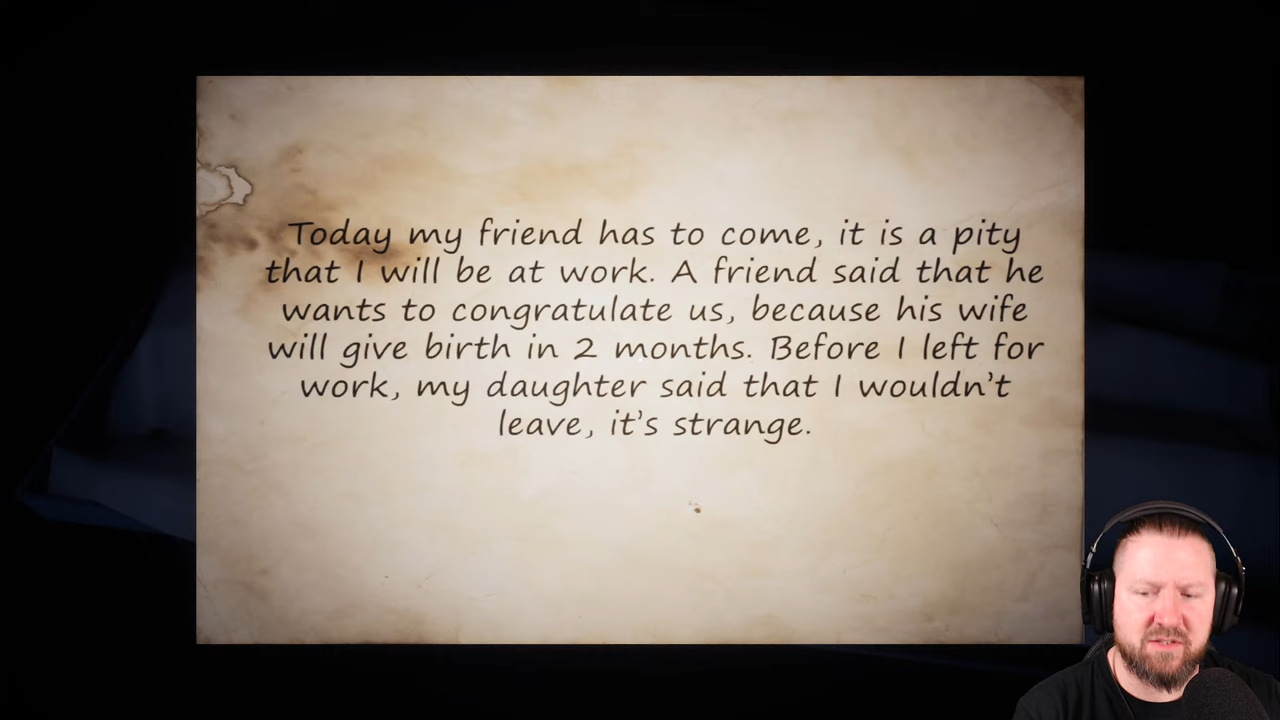 Today my friend has to come, it is a pity
that I will be at work. A friend said that he
wants to congratulate us, because his wife
will give birth in 2 months. Before I left for
work, my daughter said that I wouldn't
leave, it's strange.